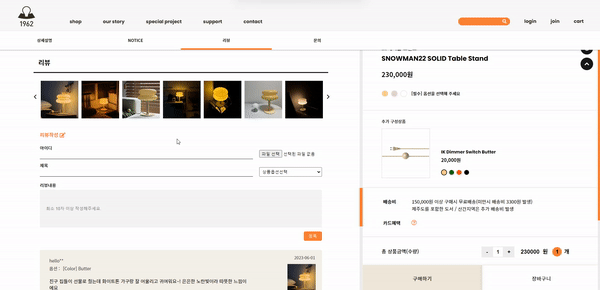 1962
shop
our story
special project
support
contact
login
join
cart
상세설명
NOTICE
리뷰
문의
리뷰
리뷰작성
아이디
파일 선택 선택된 파일 없음
제목
상품옵션선택
리뷰내용
최소 10자 이상 작성해주세요
등록
hello**
2023-06-03
옵션 : [Color] Butter
친구 집들이 선물로 줬는데 화이트톤 가구랑 잘 어울리고 귀여워요~! 은은한 노란빛이라 따뜻한 느낌이
에요
SNOWMAN22 SOLID Table Stand
230,000원
[필수] 옵션을 선택해 주세요
추가 구성상품
IK Dimmer Switch Butter
20,000원
배송비
150,000원 이상 구매시 무료배송(미만시 배송비 3300원 발생)
제주도를 포함한 도서 / 산간지역은 추가 배송비 발생
카드혜택
총 상품금액(수량)
- 1 +
230000 원 1 개
구매하기
장바구니